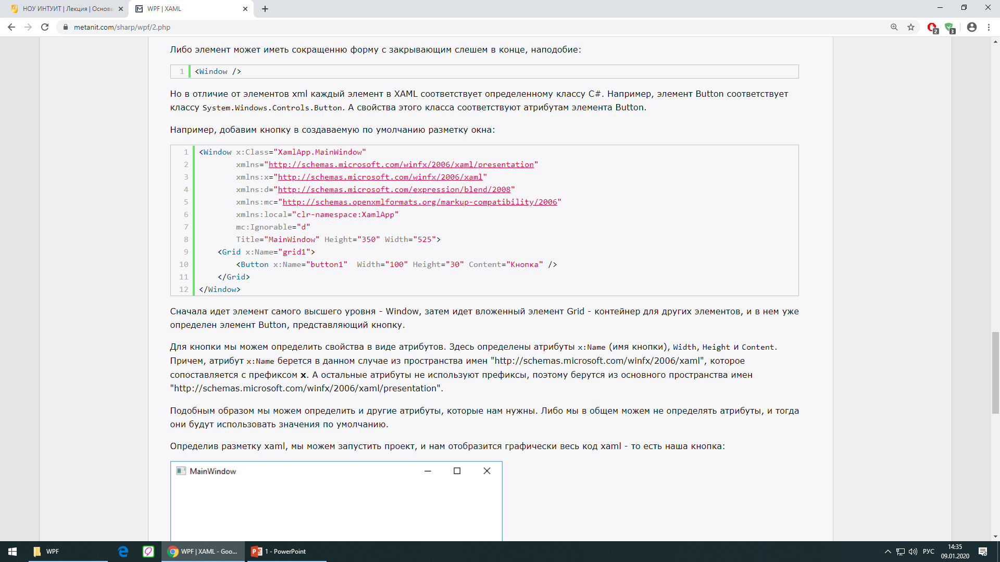 НОУ ИНТУИТ | Лекция | Основы
WPF | XAML
metanit.com/sharp/wpf/2.php
2
3
Либо элемент может иметь сокращенню форму с закрывающим слешем в конце, наподобие:
1 <Window />
Но в отличие от элементов xml каждый элемент в XAML соответствует определенному классу C#. Например, элемент Button соответствует
классу System.Windows.Controls.Button. А свойства этого класса соответствуют атрибутам элемента Button.
Например, добавим кнопку в создаваемую по умолчанию разметку окна:
1 <Window x:Class="XamlApp.MainWindow"
2 xmlns="http://schemas.microsoft.com/winfx/2006/xaml/presentation"
3 xmlns:x="http://schemas.microsoft.com/winfx/2006/xaml"
4 xmlns:d="http://schemas.microsoft.com/expression/blend/2008"
5 xmlns:mc="http://schemas.openxmlformats.org/markup-compatibility/2006"
6 xmlns:local="clr-namespace:XamlApp"
7 mc:Ignorable="d"
8 Title="MainWindow" Height="350" Width="525">
9 <Grid x:Name="grid1">
10 <Button x:Name="button1"  Width="100" Height="30" Content="Кнопка" />
11 </Grid>
12 </Window>
Сначала идет элемент самого высшего уровня - Window, затем идет вложенный элемент Grid - контейнер для других элементов, и в нем уже
определен элемент Button, представляющий кнопку.
Для кнопки мы можем определить свойства в виде атрибутов. Здесь определены атрибуты x:Name (имя кнопки), Width, Height и Content.
Причем, атрибут x:Name берется в данном случае из пространства имен "http://schemas.microsoft.com/winfx/2006/xaml", которое
сопоставляется с префиксом x. А остальные атрибуты не используют префиксы, поэтому берутся из основного пространства имен
"http://schemas.microsoft.com/winfx/2006/xaml/presentation".
Подобным образом мы можем определить и другие атрибуты, которые нам нужны. Либо мы в общем можем не определять атрибуты, и тогда
они будут использовать значения по умолчанию.
Определив разметку xaml, мы можем запустить проект, и нам отобразится графически весь код xaml - то есть наша кнопка:
MainWindow
WPF
WPF | XAML - Goo...
1 - PowerPoint
РУС
14:35
09.01.2020